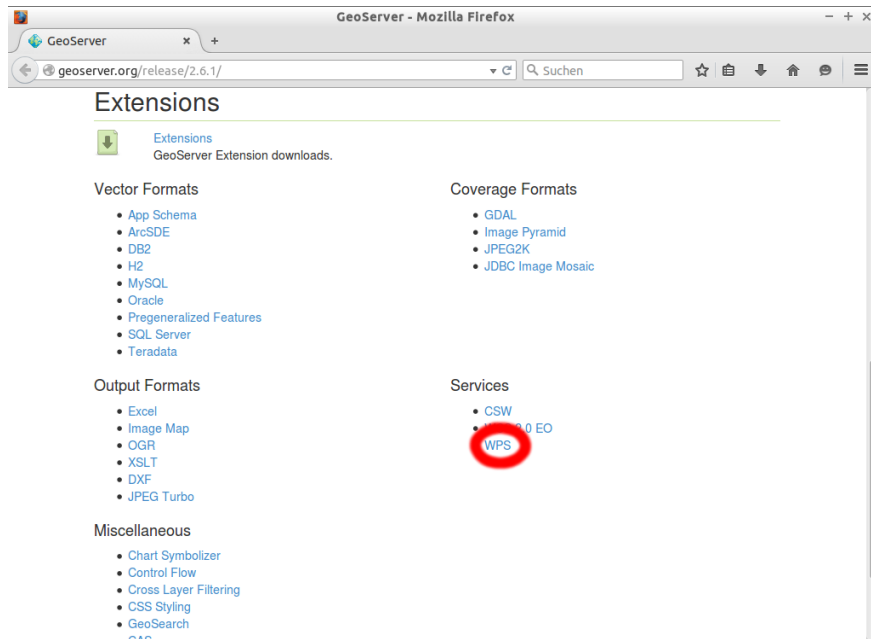 GeoServer - Mozilla Firefox
GeoServer
geoserver.org/release/2.6.1/
Suchen
Extensions
Extensions
GeoServer Extension downloads.
Vector Formats
App Schema
ArcSDE
DB2
H2
MySQL
Oracle
Pregeneralized Features
SQL Server
Teradata
Coverage Formats
GDAL
Image Pyramid
JPEG2K
JDBC Image Mosaic
Output Formats
Excel
Image Map
OGR
XSLT
DXF
JPEG Turbo
Services
CSW
EO
WPS
Miscellaneous
Chart Symbolizer
Control Flow
Cross Layer Filtering
CSS Styling
GeoSearch